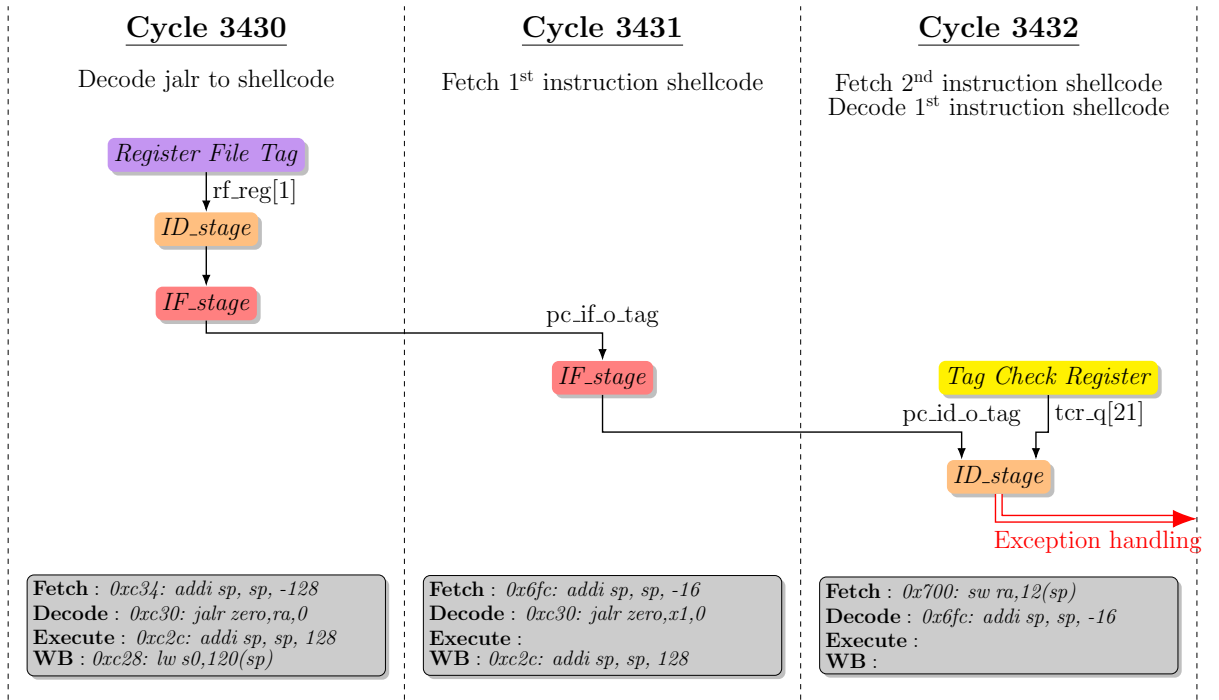 Cycle 3430
Decode jalr to shellcode
Register File Tag
rf_reg[1]
ID_stage
IF_stage
Fetch : 0xc34: addi sp, sp, -128
Decode : 0xc30: jalr zero,ra,0
Execute : 0xc2c: addi sp, sp, 128
WB : 0xc28: lw s0,120(sp)
Cycle 3431
Fetch 1st instruction shellcode
pc_if_o_tag
IF_stage
Fetch : 0x6fc: addi sp, sp, -16
Decode : 0xc30: jalr zero,x1,0
Execute :
WB : 0xc2c: addi sp, sp, 128
Cycle 3432
Fetch 2nd instruction shellcode
Decode 1st instruction shellcode
Tag Check Register
pc_id_o_tag
tcr_q[21]
ID_stage
Exception handling
Fetch : 0x700: sw ra,12(sp)
Decode : 0x6fc: addi sp, sp, -16
Execute :
WB :